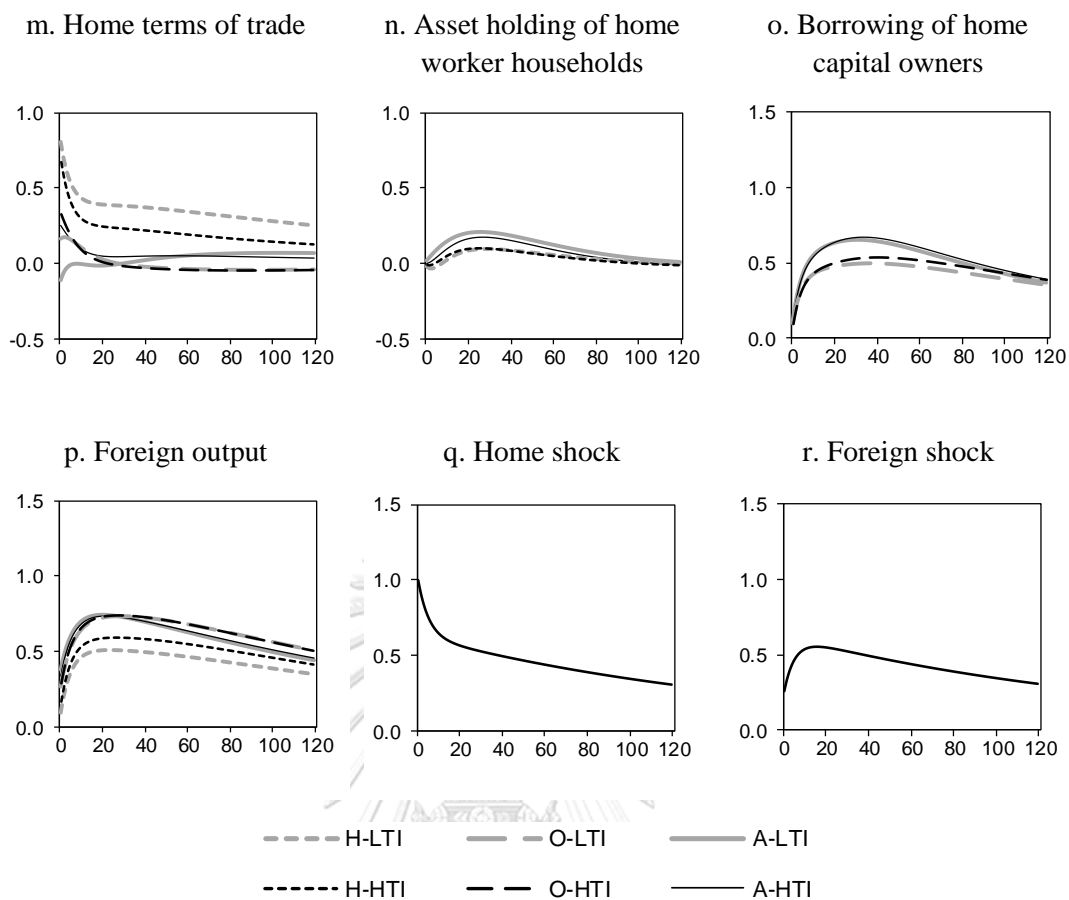 m. Home terms of trade
n. Asset holding of home
worker households
o. Borrowing of home
capital owners
1.0
0.5
0.0
-0.5
0 20 40 60 80 100 120
1.0
0.5
0.0
-0.5
0 20 40 60 80 100 120
1.5
1.0
0.5
0.0
0 20 40 60 80 100 120
p. Foreign output
q. Home shock
r. Foreign shock
1.5
1.0
0.5
0.0
0 20 40 60 80 100 120
1.5
1.0
0.5
0.0
0 20 40 60 80 100 120
1.5
1.0
0.5
0.0
0 20 40 60 80 100 120
H-LTI
O-LTI
A-LTI
H-HTI
O-HTI
A-HTI